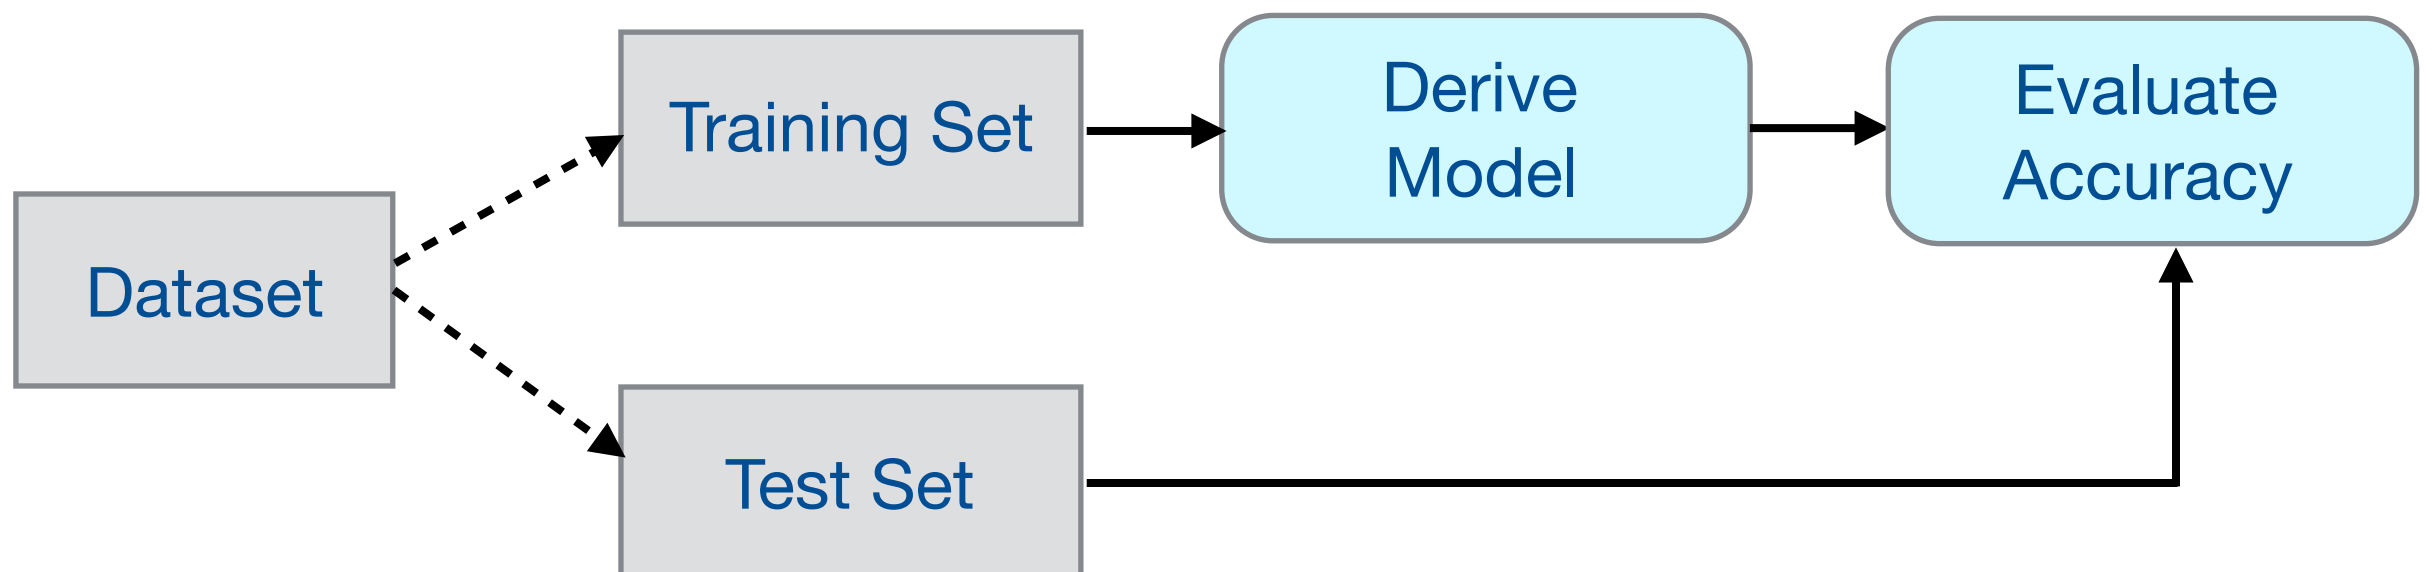 Dataset
Training Set
Test Set
Derive
Model
Evaluate
Accuracy